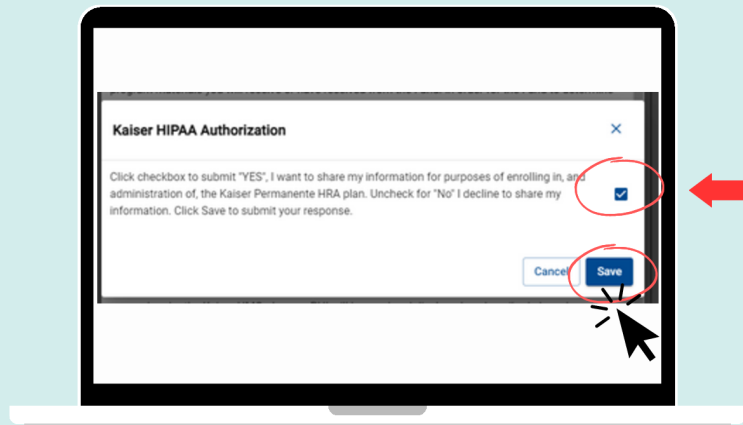 Kaiser HIPAA Authorization
Click checkbox to submit "YES", I want to share my information for purposes of enrolling in, and
administration of, the Kaiser Permanente HRA plan. Uncheck for "No" I decline to share my
information. Click Save to submit your response.
Cancel
Save